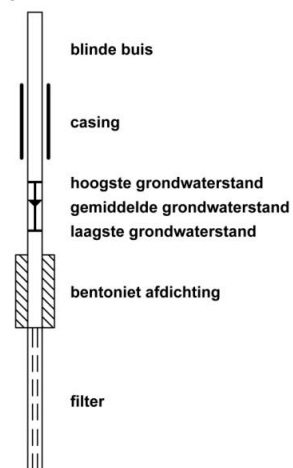 blinde buis
casing
hoogste grondwaterstand
gemiddelde grondwaterstand
laagste grondwaterstand
bentoniet afdichting
filter